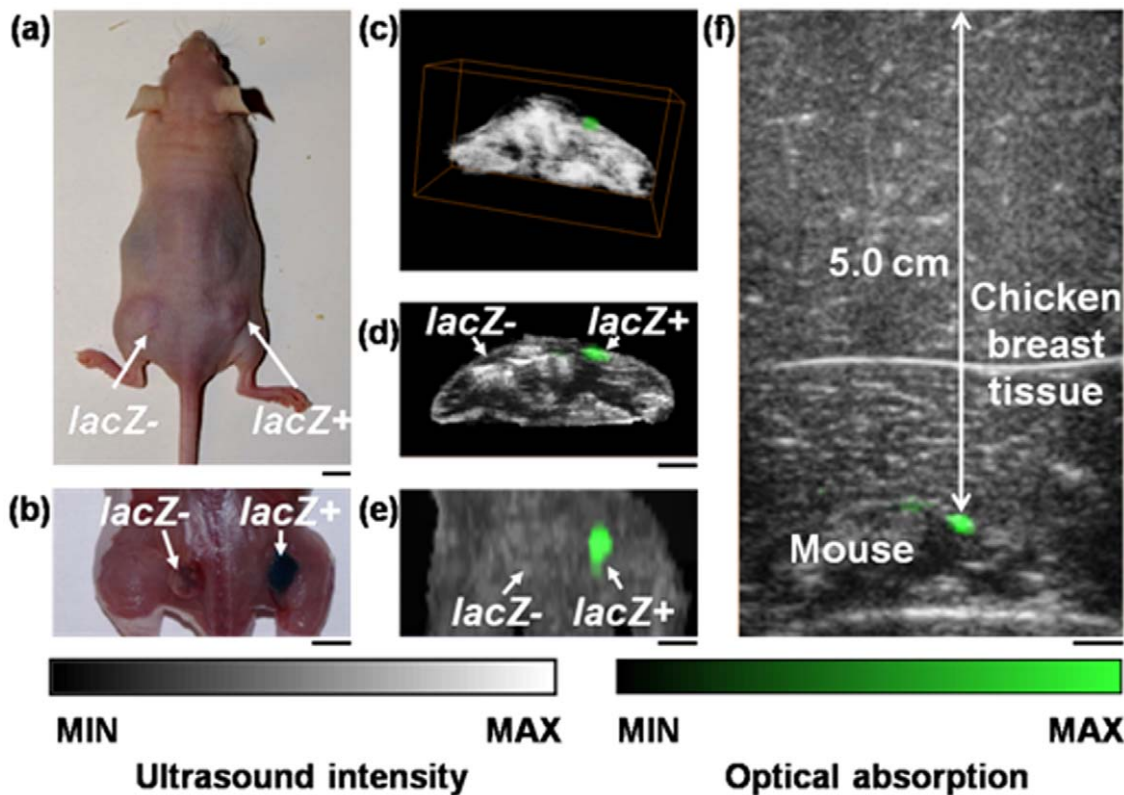 (a)
lacZ-
lacZ+
(b)
lacZ-
lacZ+
(c)
(d)
lacZ-
lacZ+
(e)
lacZ-
lacZ+
(f)
5.0 cm
Chicken
breast
tissue
Mouse
MIN
MAX
Ultrasound intensity
MIN
MAX
Optical absorption